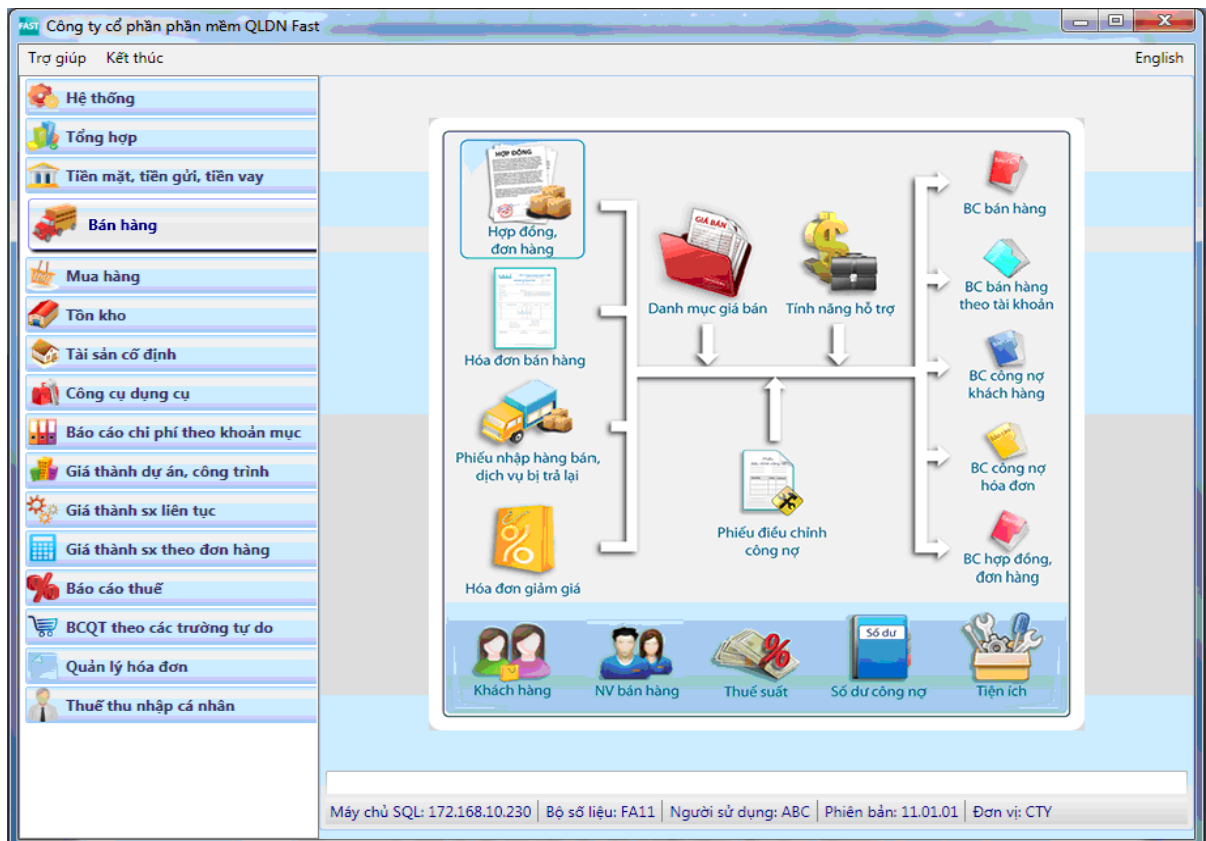 FAST Công ty cổ phần phần mềm QLDN Fast
Trợ giúp Kết thúc English
Hệ thống
Tổng hợp
Tiền mặt, tiền gửi, tiền vay
Bán hàng
Mua hàng
Tồn kho
Tài sản cố định
Công cụ dụng cụ
Báo cáo chi phí theo khoản mục
Giá thành dự án, công trình
Giá thành sx liên tục
Giá thành sx theo đơn hàng
Báo cáo thuế
BCQT theo các trường tự do
Quản lý hóa đơn
Thuế thu nhập cá nhân
HỢP ĐỒNG
Hợp đồng,
đơn hàng
Hóa đơn bán hàng
Phiếu nhập hàng bán,
dịch vụ bị trả lại
Hóa đơn giảm giá
GIÁ BÁN
Danh mục giá bán
Tính năng hỗ trợ
Phiếu điều chỉnh
công nợ
BC bán hàng
BC bán hàng
theo tài khoản
BC công nợ
khách hàng
BC công nợ
hóa đơn
BC hợp đồng,
đơn hàng
Khách hàng
NV bán hàng
Thuế suất
Số dư
Số dư công nợ
Tiện ích
Máy chủ SQL: 172.168.10.230 Bộ số liệu: FA11 Người sử dụng: ABC Phiên bản: 11.01.01 Đơn vị: CTY